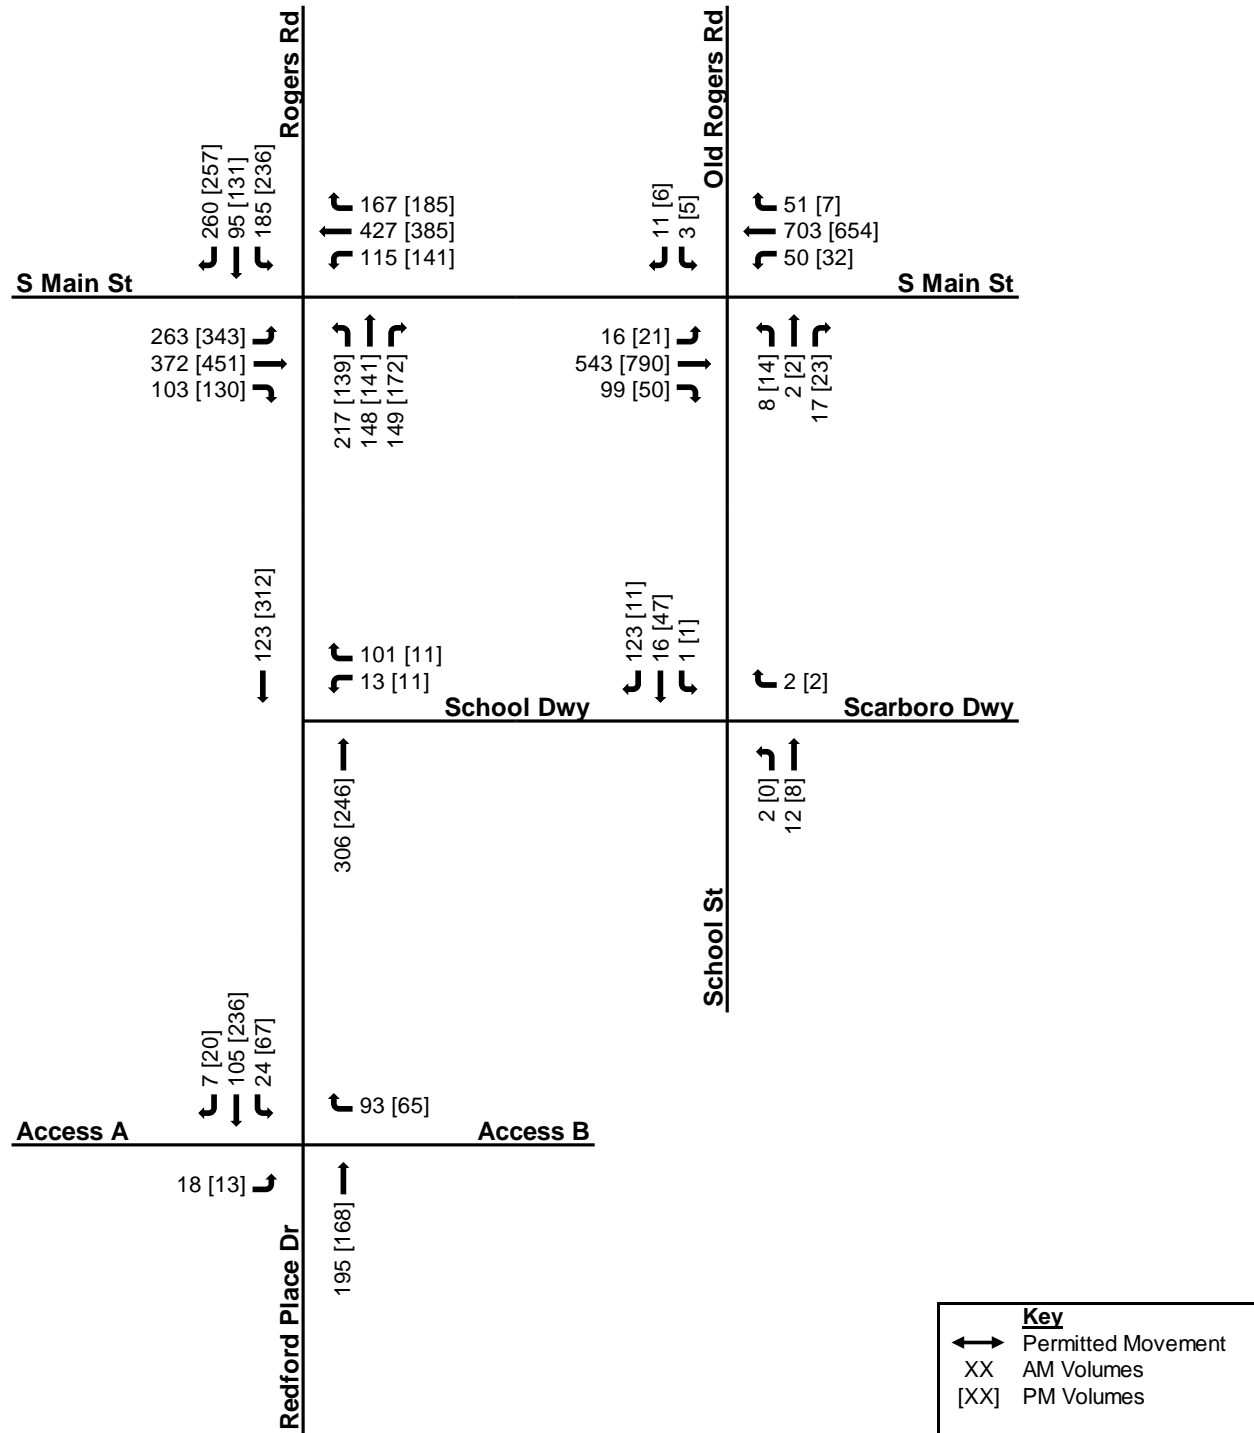 Rogers Rd
Old Rogers Rd
260 [257]
95 [131]
185 [236]
167 [185]
427 [385]
115 [141]
11 [6]
3 [5]
51 [7]
703 [654]
50 [32]
S Main St
S Main St
263 [343]
372 [451]
103 [130]
217 [139]
148 [141]
149 [172]
16 [21]
543 [790]
99 [50]
8 [14]
2 [2]
17 [23]
123 [312]
101 [11]
13 [11]
123 [11]
16 [47]
1 [1]
2 [2]
School Dwy
Scarboro Dwy
306 [246]
2 [0]
12 [8]
School St
7 [20]
105 [236]
24 [67]
93 [65]
Access A
Access B
18 [13]
195 [168]
Redford Place Dr
Key
Permitted Movement
XX AM Volumes
[XX] PM Volumes